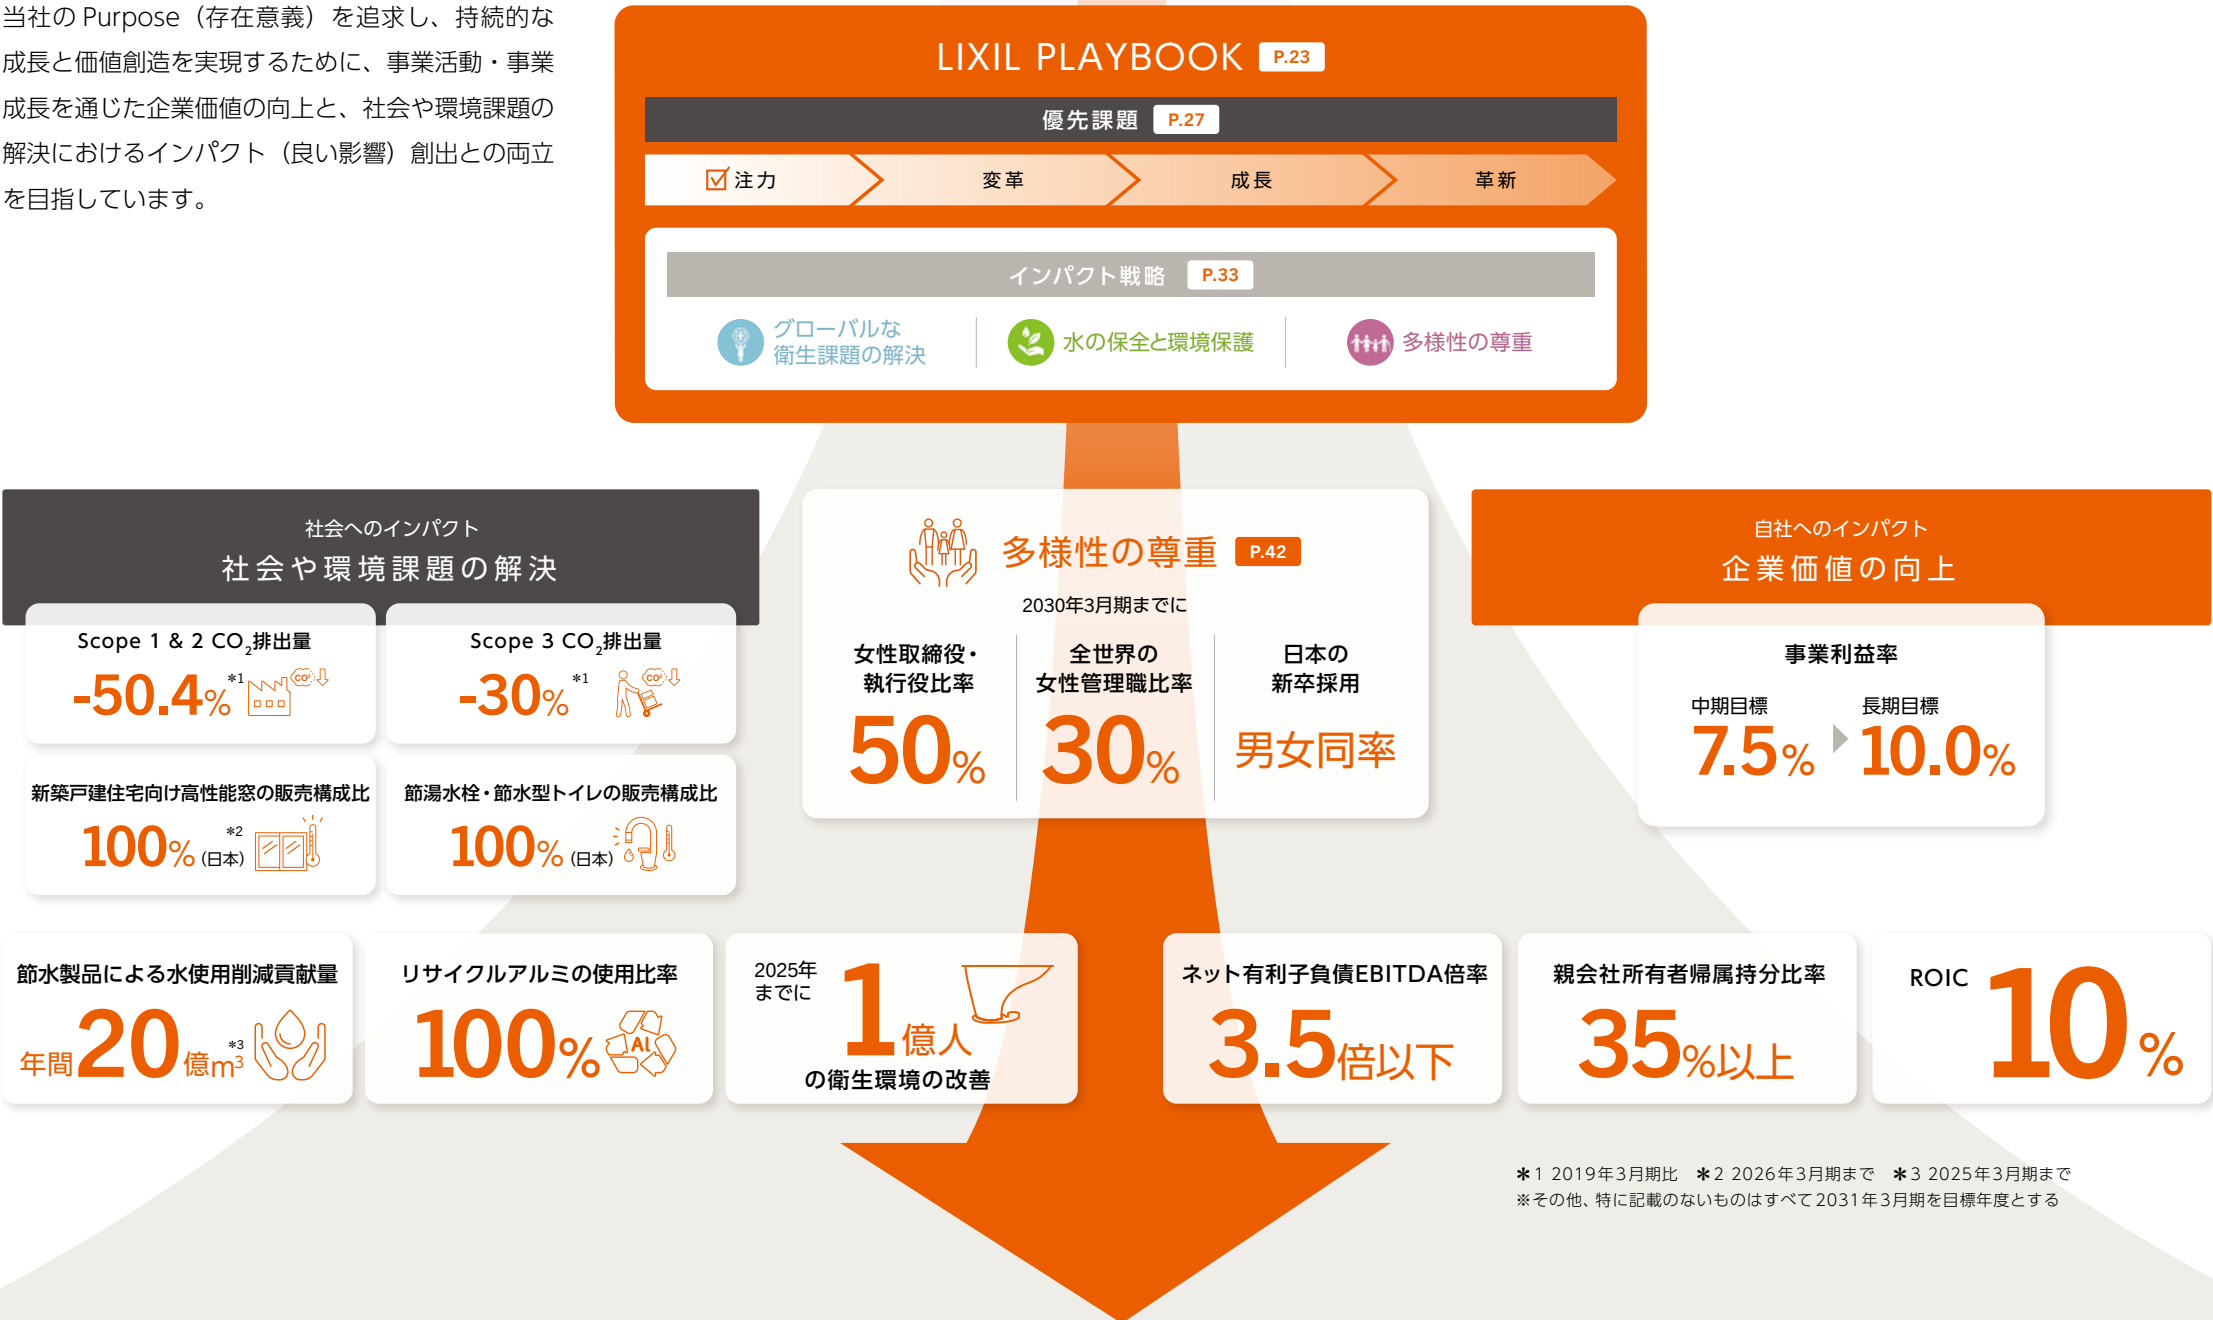 当社の Purpose（存在意義）を追求し、持続的な
成長と価値創造を実現するために、事業活動・事業
成長を通じた企業価値の向上と、社会や環境課題の
解決におけるインパクト（良い影響）創出との両立
を目指しています。
LIXIL PLAYBOOK P.23
優先課題 P.27
注力 変革 成長 革新
インパクト戦略 P.33
グローバルな
衛生課題の解決
水の保全と環境保護
多様性の尊重
社会へのインパクト
社会や環境課題の解決
Scope 1 & 2 CO₂排出量
-50.4% *1
CO²
Scope 3 CO₂排出量
-30% *1
CO²
新築戸建住宅向け高性能窓の販売構成比
100% (日本) *2
節湯水栓・節水型トイレの販売構成比
100% (日本)
多様性の尊重 P.42
2030年3月期までに
女性取締役・
執行役比率
50%
全世界の
女性管理職比率
30%
日本の
新卒採用
男女同率
自社へのインパクト
企業価値の向上
事業利益率
中期目標 長期目標
7.5% 10.0%
節水製品による水使用削減貢献量
年間20億m³ *3
リサイクルアルミの使用比率
100%
Al
2025年
までに
1億人
の衛生環境の改善
ネット有利子負債EBITDA倍率
3.5倍以下
親会社所有者帰属持分比率
35%以上
ROIC 10%
＊1 2019年3月期比 ＊2 2026年3月期まで ＊3 2025年3月期まで
※その他、特に記載のないものはすべて2031年3月期を目標年度とする